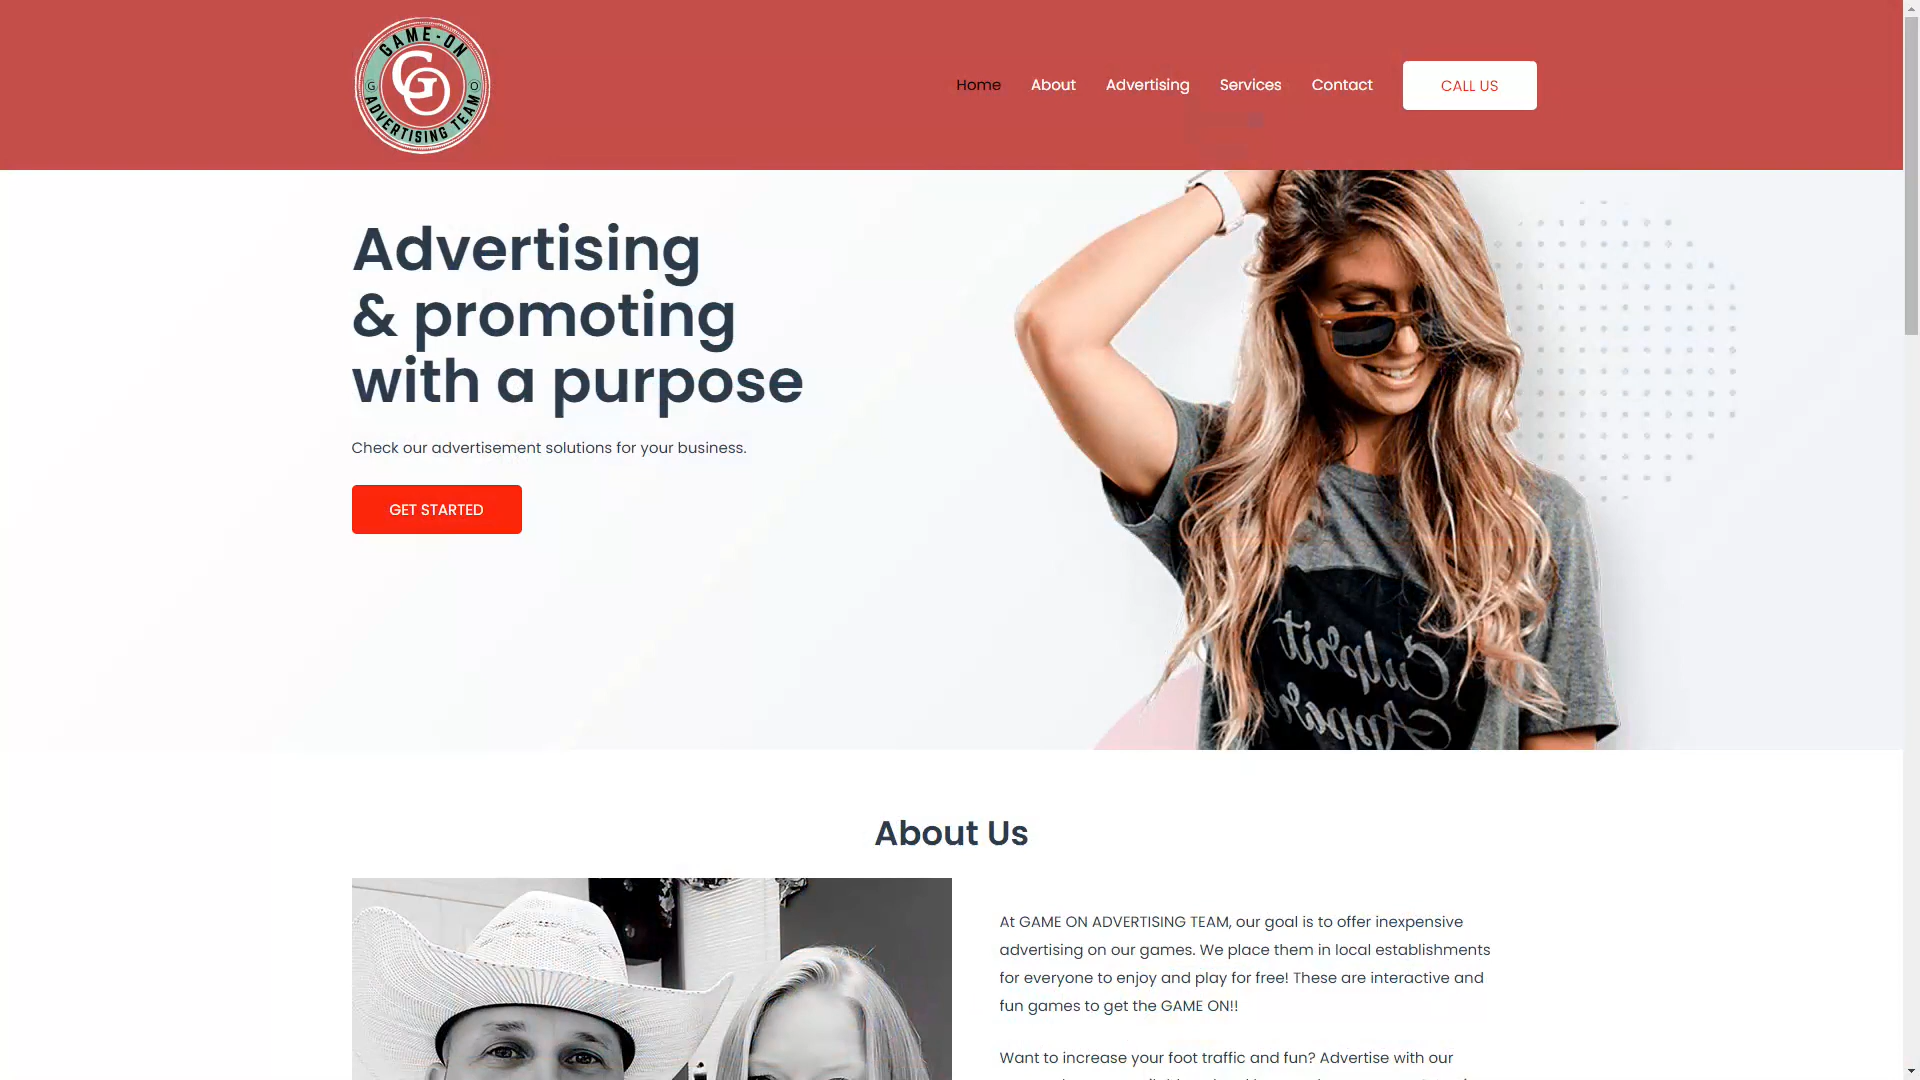 GAME-ON
GO
G O
ADVERTISING TEAM
Home About Advertising Services Contact CALL US
Advertising
& promoting
with a purpose
Check our advertisement solutions for your business.
GET STARTED
Culprit
About Us
At GAME ON ADVERTISING TEAM, our goal is to offer inexpensive
advertising on our games. We place them in local establishments
for everyone to enjoy and play for free! These are interactive and
fun games to get the GAME ON!!
Want to increase your foot traffic and fun? Advertise with our